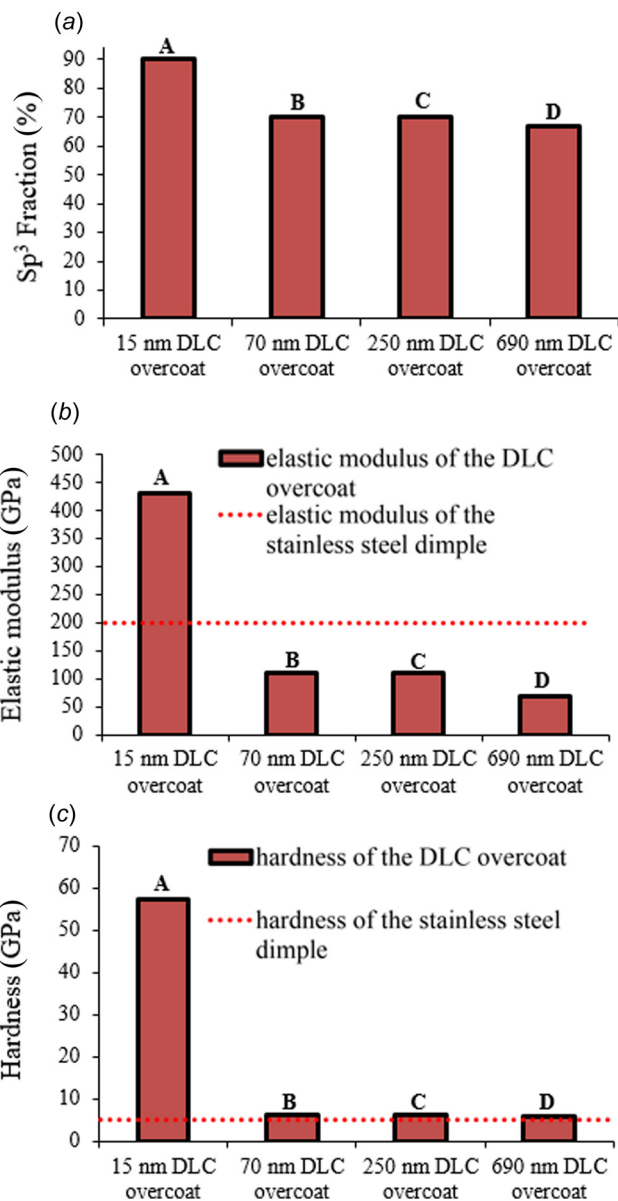 (a)
Sp³ Fraction (%)
90
80
70
60
50
40
30
20
10
0
A
B
C
D
15 nm DLC overcoat
70 nm DLC overcoat
250 nm DLC overcoat
690 nm DLC overcoat
(b)
Elastic modulus (GPa)
500
450
400
350
300
250
200
150
100
50
0
elastic modulus of the DLC
overcoat
elastic modulus of the
stainless steel dimple
A
B
C
D
15 nm DLC overcoat
70 nm DLC overcoat
250 nm DLC overcoat
690 nm DLC overcoat
(c)
Hardness (GPa)
70
60
50
40
30
20
10
0
hardness of the DLC overcoat
hardness of the stainless steel
dimple
A
B
C
D
15 nm DLC overcoat
70 nm DLC overcoat
250 nm DLC overcoat
690 nm DLC overcoat